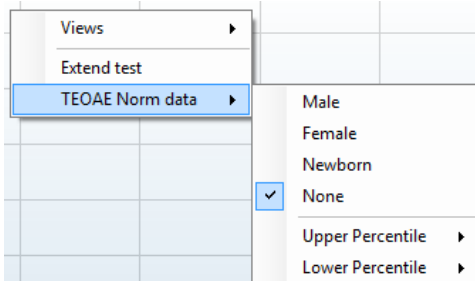 Views
Extend test
TEOAE Norm data
Male
Female
Newborn
None
Upper Percentile
Lower Percentile